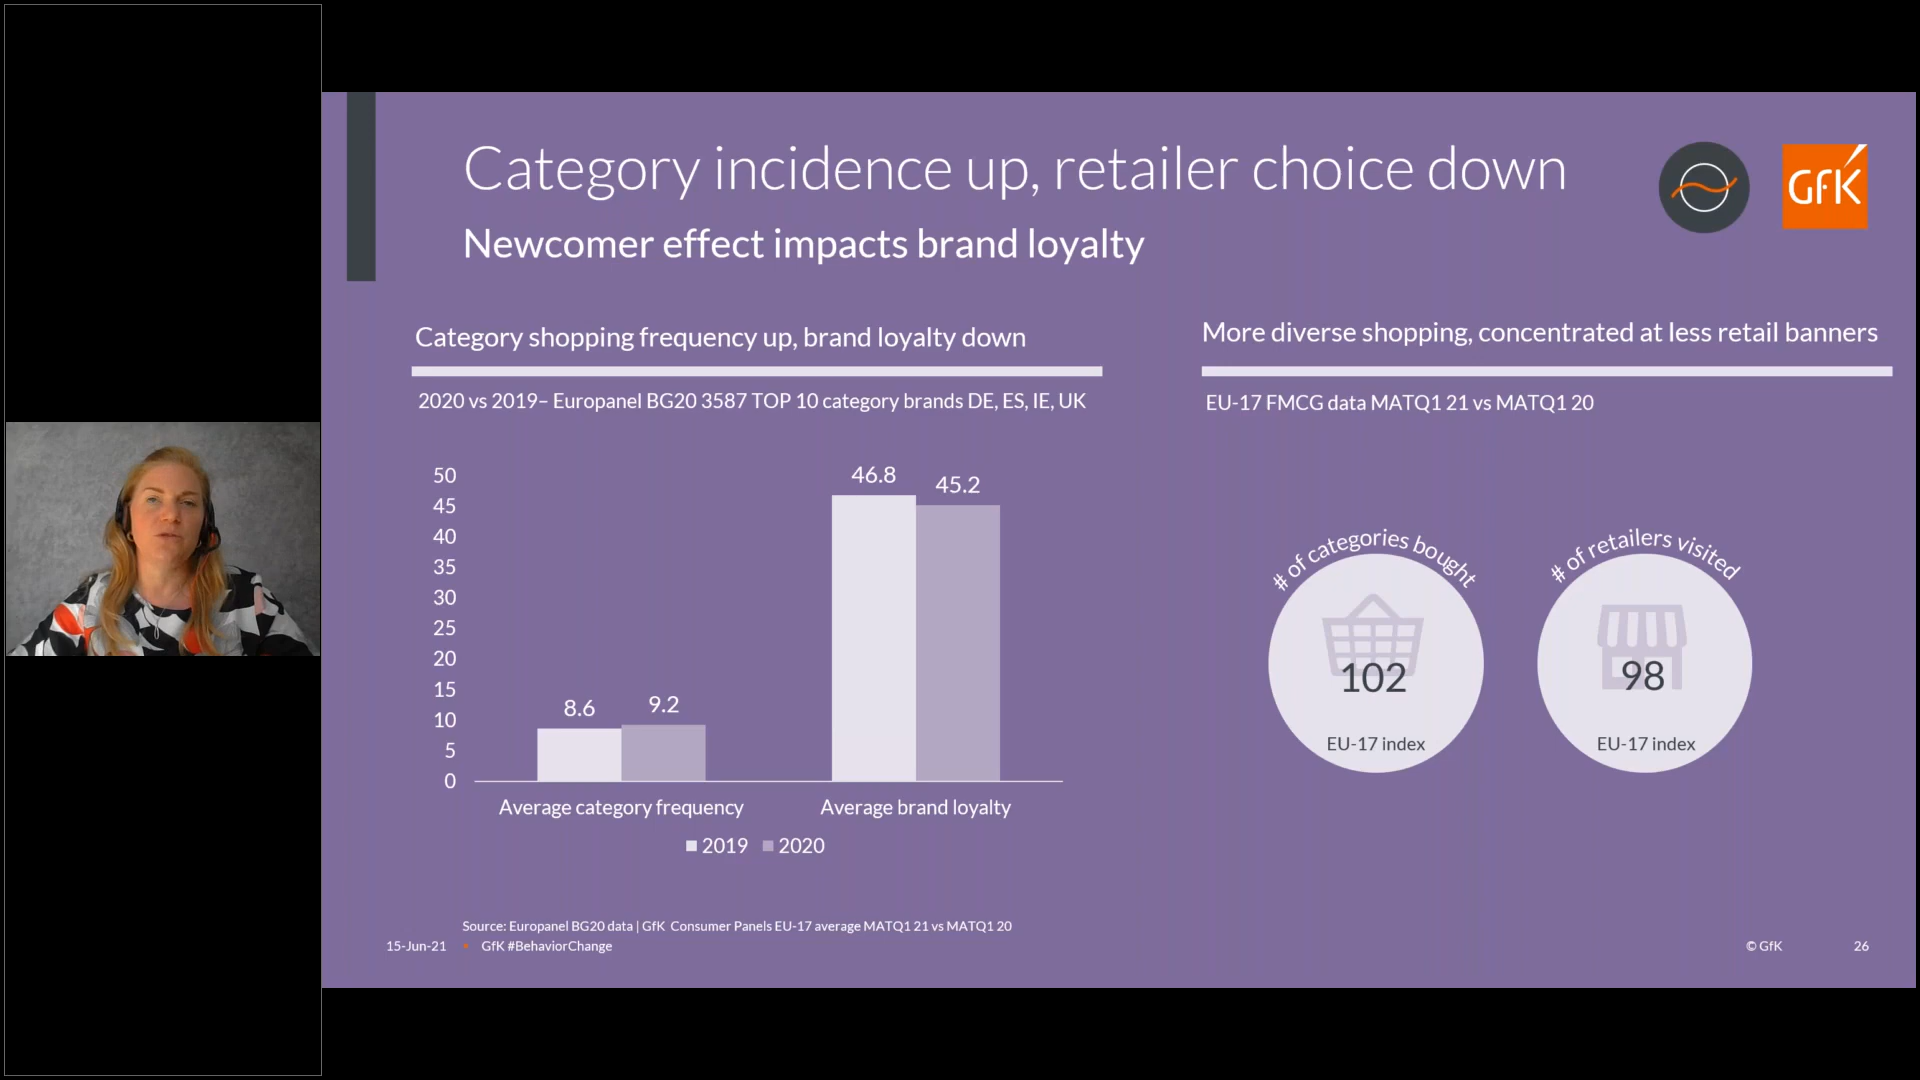 Category incidence up, retailer choice down
Newcomer effect impacts brand loyalty
GfK
Category shopping frequency up, brand loyalty down
2020 vs 2019– Europanel BG20 3587 TOP 10 category brands DE, ES, IE, UK
50
45
40
35
30
25
20
15
10
5
0
8.6
9.2
46.8
45.2
Average category frequency
Average brand loyalty
2019
2020
More diverse shopping, concentrated at less retail banners
EU-17 FMCG data MATQ1 21 vs MATQ1 20
# of categories bought
102
EU-17 index
# of retailers visited
98
EU-17 index
Source: Europanel BG20 data | GfK Consumer Panels EU-17 average MATQ1 21 vs MATQ1 20
15-Jun-21 • GfK #BehaviorChange
© GfK
26